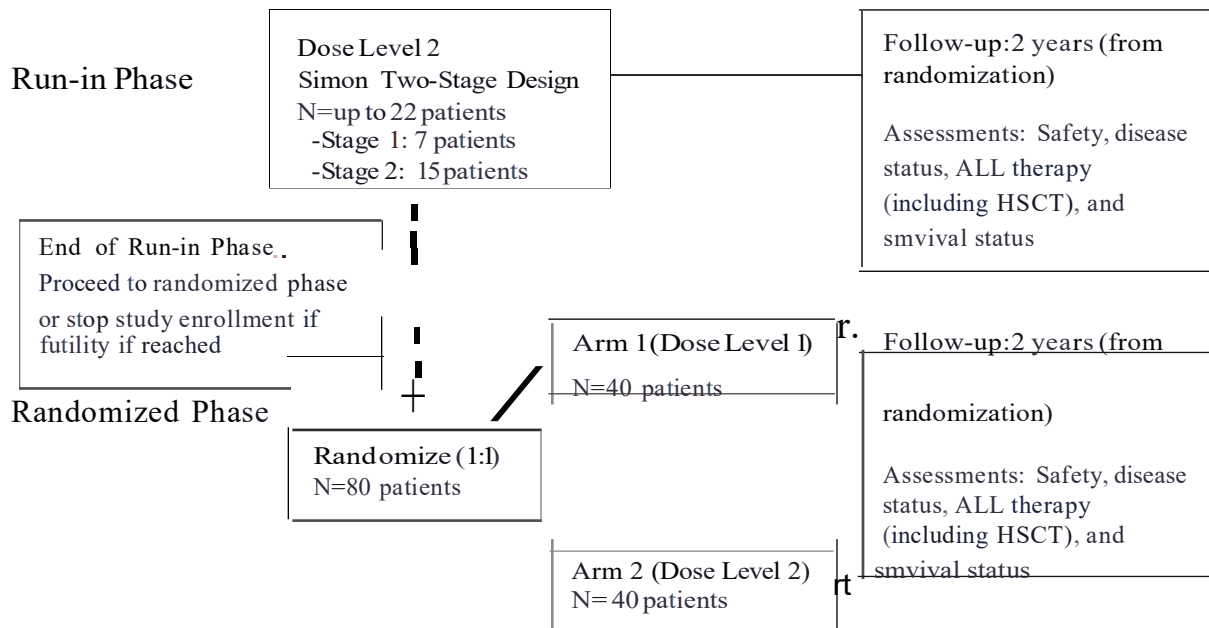 Run-in Phase
Dose Level 2
Simon Two-Stage Design
N=up to 22 patients
-Stage 1: 7 patients
-Stage 2: 15 patients
Follow-up:2 years (from
randomization)
Assessments: Safety, disease
status, ALL therapy
(including HSCT), and
smvival status
End of Run-in Phase..
Proceed to randomized phase
or stop study enrollment if
futility if reached
Randomized Phase
Randomize (1:1)
N=80 patients
Arm 1(Dose Level l)
N=40 patients
r.
Arm 2 (Dose Level 2)
N= 40 patients
rt
Follow-up:2 years (from
randomization)
Assessments: Safety, disease
status, ALL therapy
(including HSCT), and
smvival status